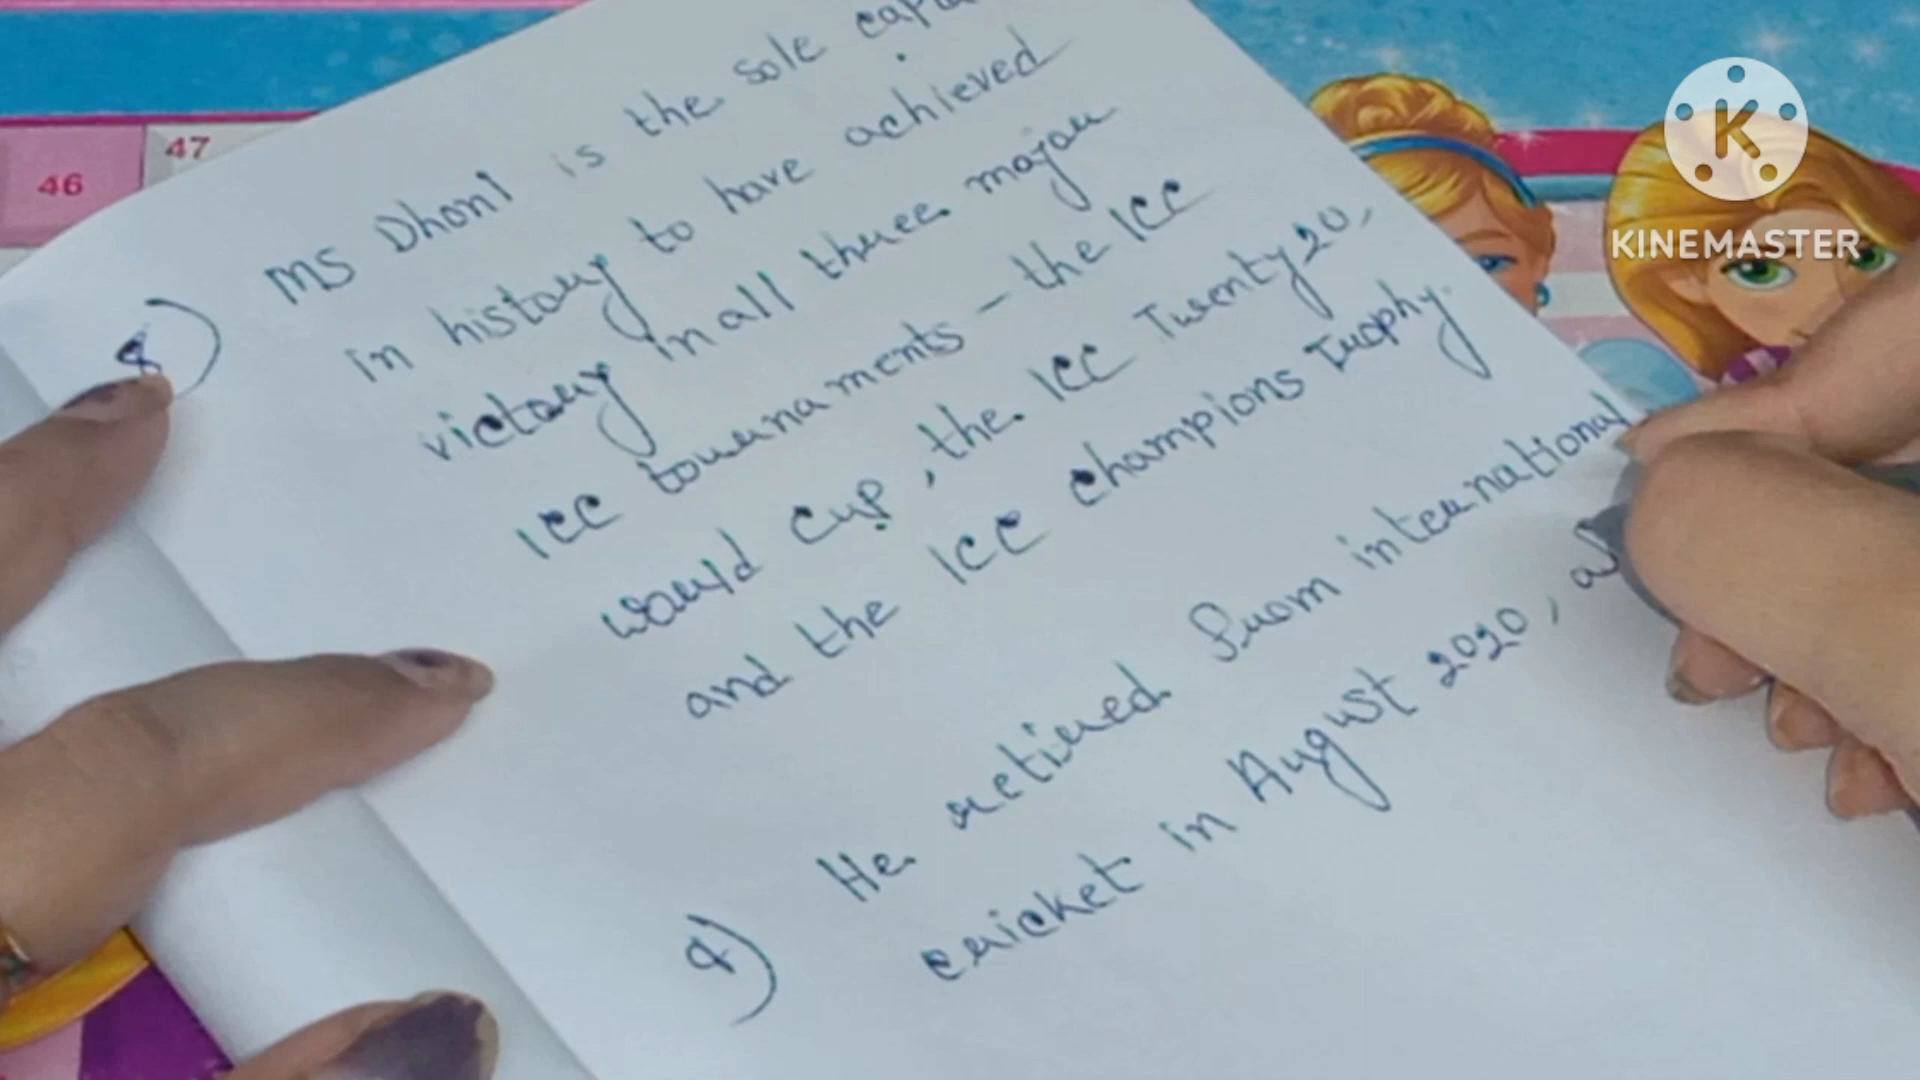 46
47
KINEMASTER
8) MS Dhoni is the sole
in history to have achieved
victory in all three major
ICC tournaments - the ICC
World Cup, the ICC Twenty20,
and the ICC Champions Trophy.
9) He retired from international
cricket in August 2020,